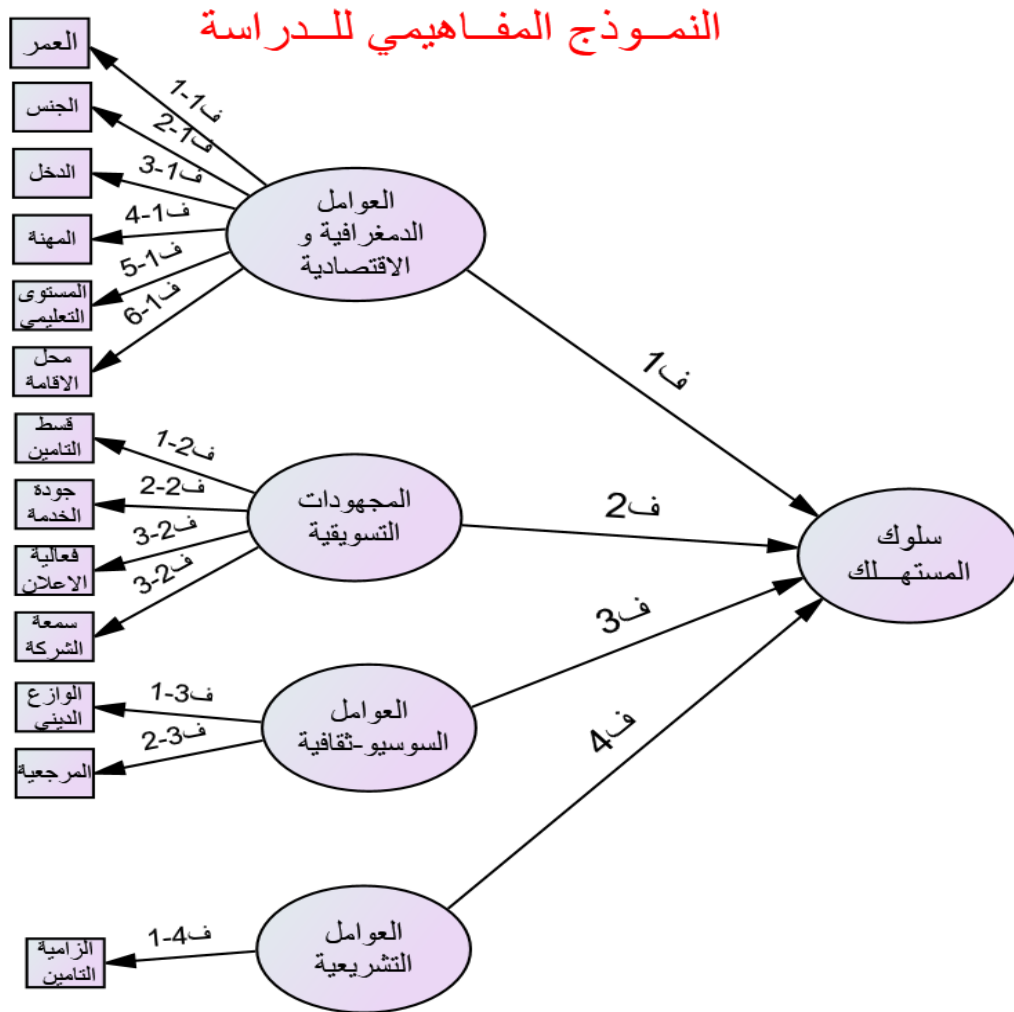 النمــوذج المفــاهيمي للــدراسة
العمر
ف1-1
الجنس
ف1-2
الدخل
ف1-3
المهنة
ف1-4
المستوى
التعليمي
ف1-5
محل
الاقامة
ف1-6
العوامل
الدمغرافية و
الاقتصادية
ف1
قسط
التامين
ف2-1
جودة
الخدمة
ف2-2
فعالية
الاعلان
ف2-3
سمعة
الشركة
ف2-3
المجهودات
التسويقية
ف2
سلوك
المستهــلك
الوازع
الديني
ف3-1
المرجعية
ف3-2
العوامل
السوسيو-ثقافية
ف3
الزامية
التامين
ف4-1
العوامل
التشريعية
ف4